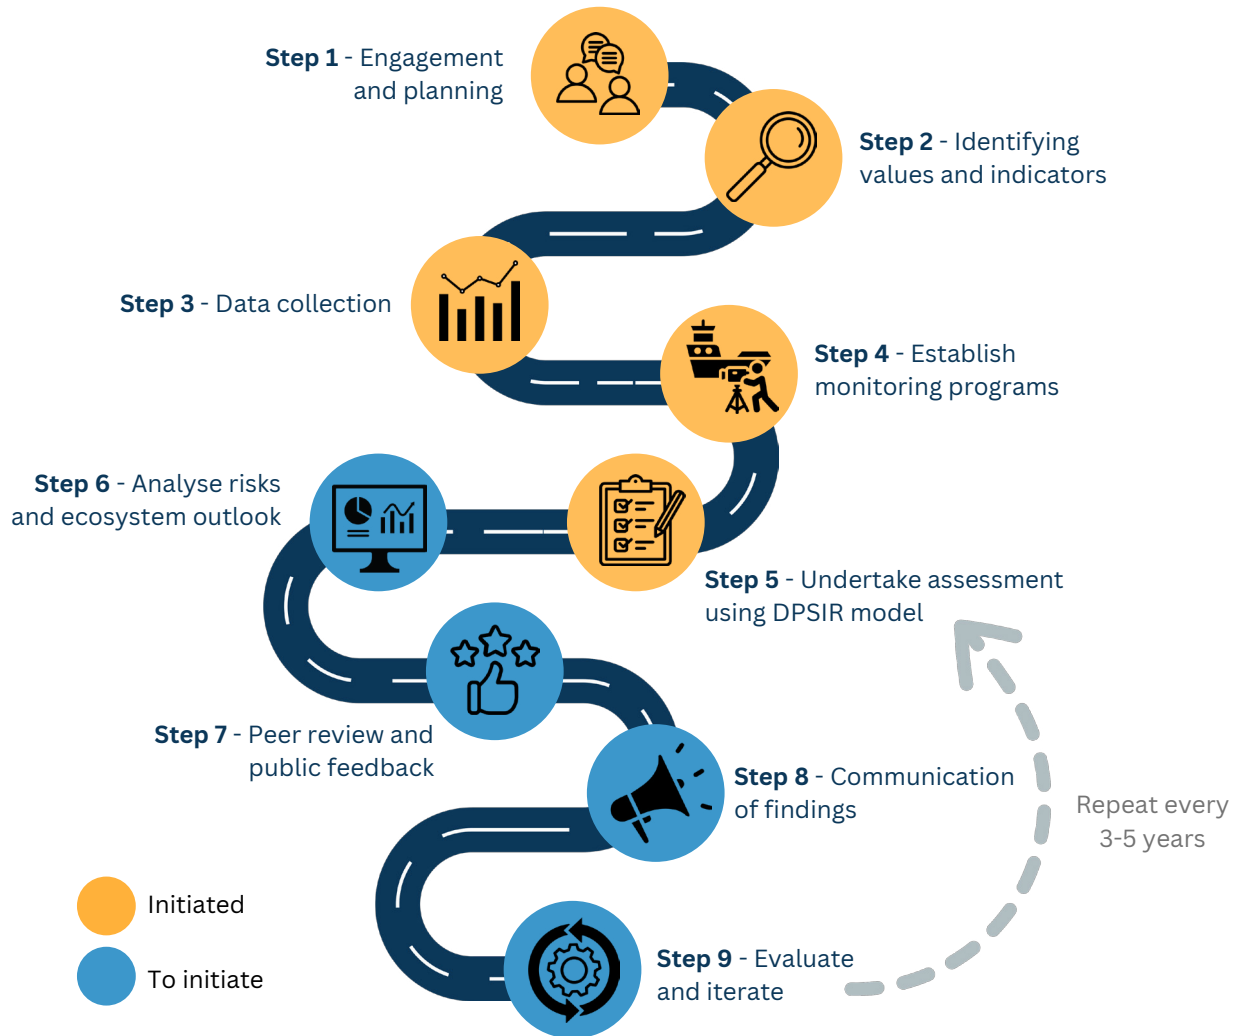 Step 1 - Engagement
and planning
Step 2 - Identifying
values and indicators
Step 3 - Data collection
Step 4 - Establish
monitoring programs
Step 5 - Undertake assessment
using DPSIR model
Step 6 - Analyse risks
and ecosystem outlook
Step 7 - Peer review and
public feedback
Step 8 - Communication
of findings
Repeat every
3-5 years
Step 9 - Evaluate
and iterate
Initiated
To initiate